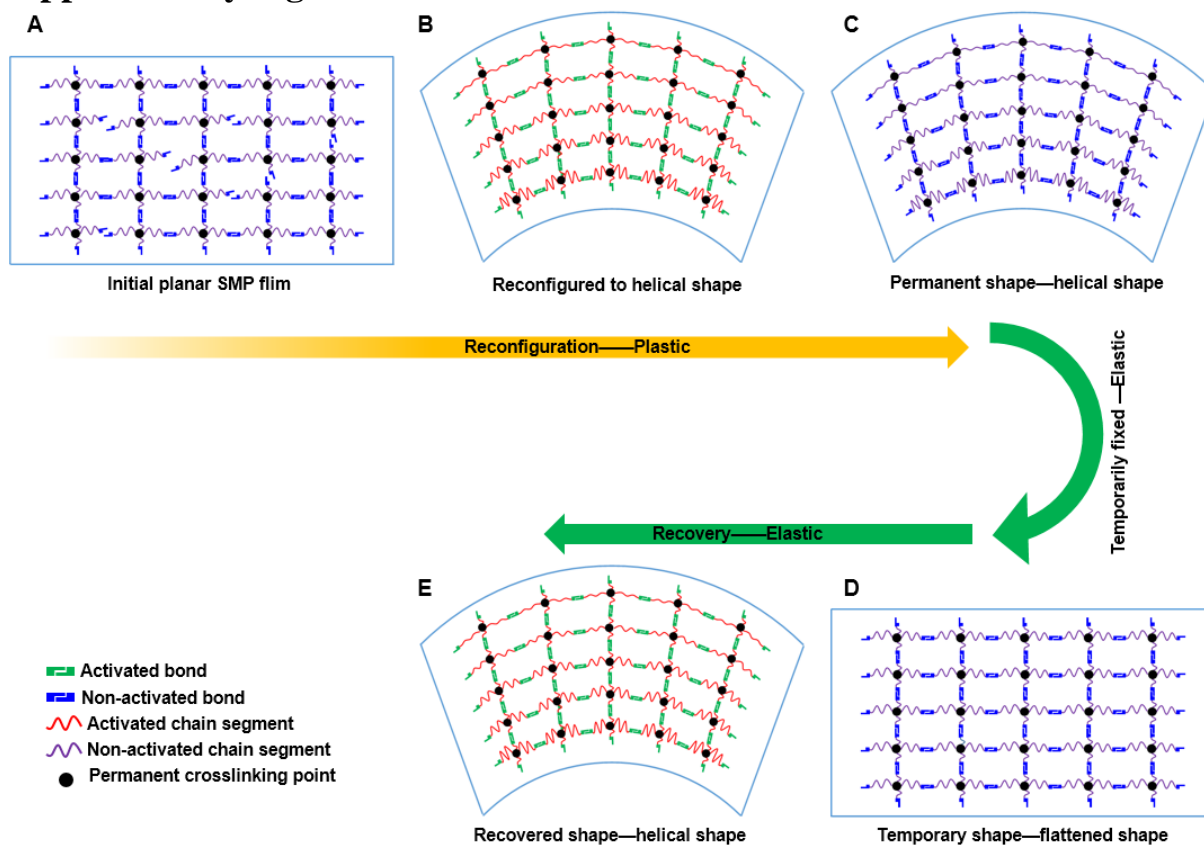 A
B
C
Initial planar SMP flim
Reconfigured to helical shape
Permanent shape—helical shape
Reconfiguration——Plastic
Temporarily fixed —Elastic
Recovery——Elastic
E
D
Activated bond
Non-activated bond
Activated chain segment
Non-activated chain segment
Permanent crosslinking point
Recovered shape—helical shape
Temporary shape—flattened shape